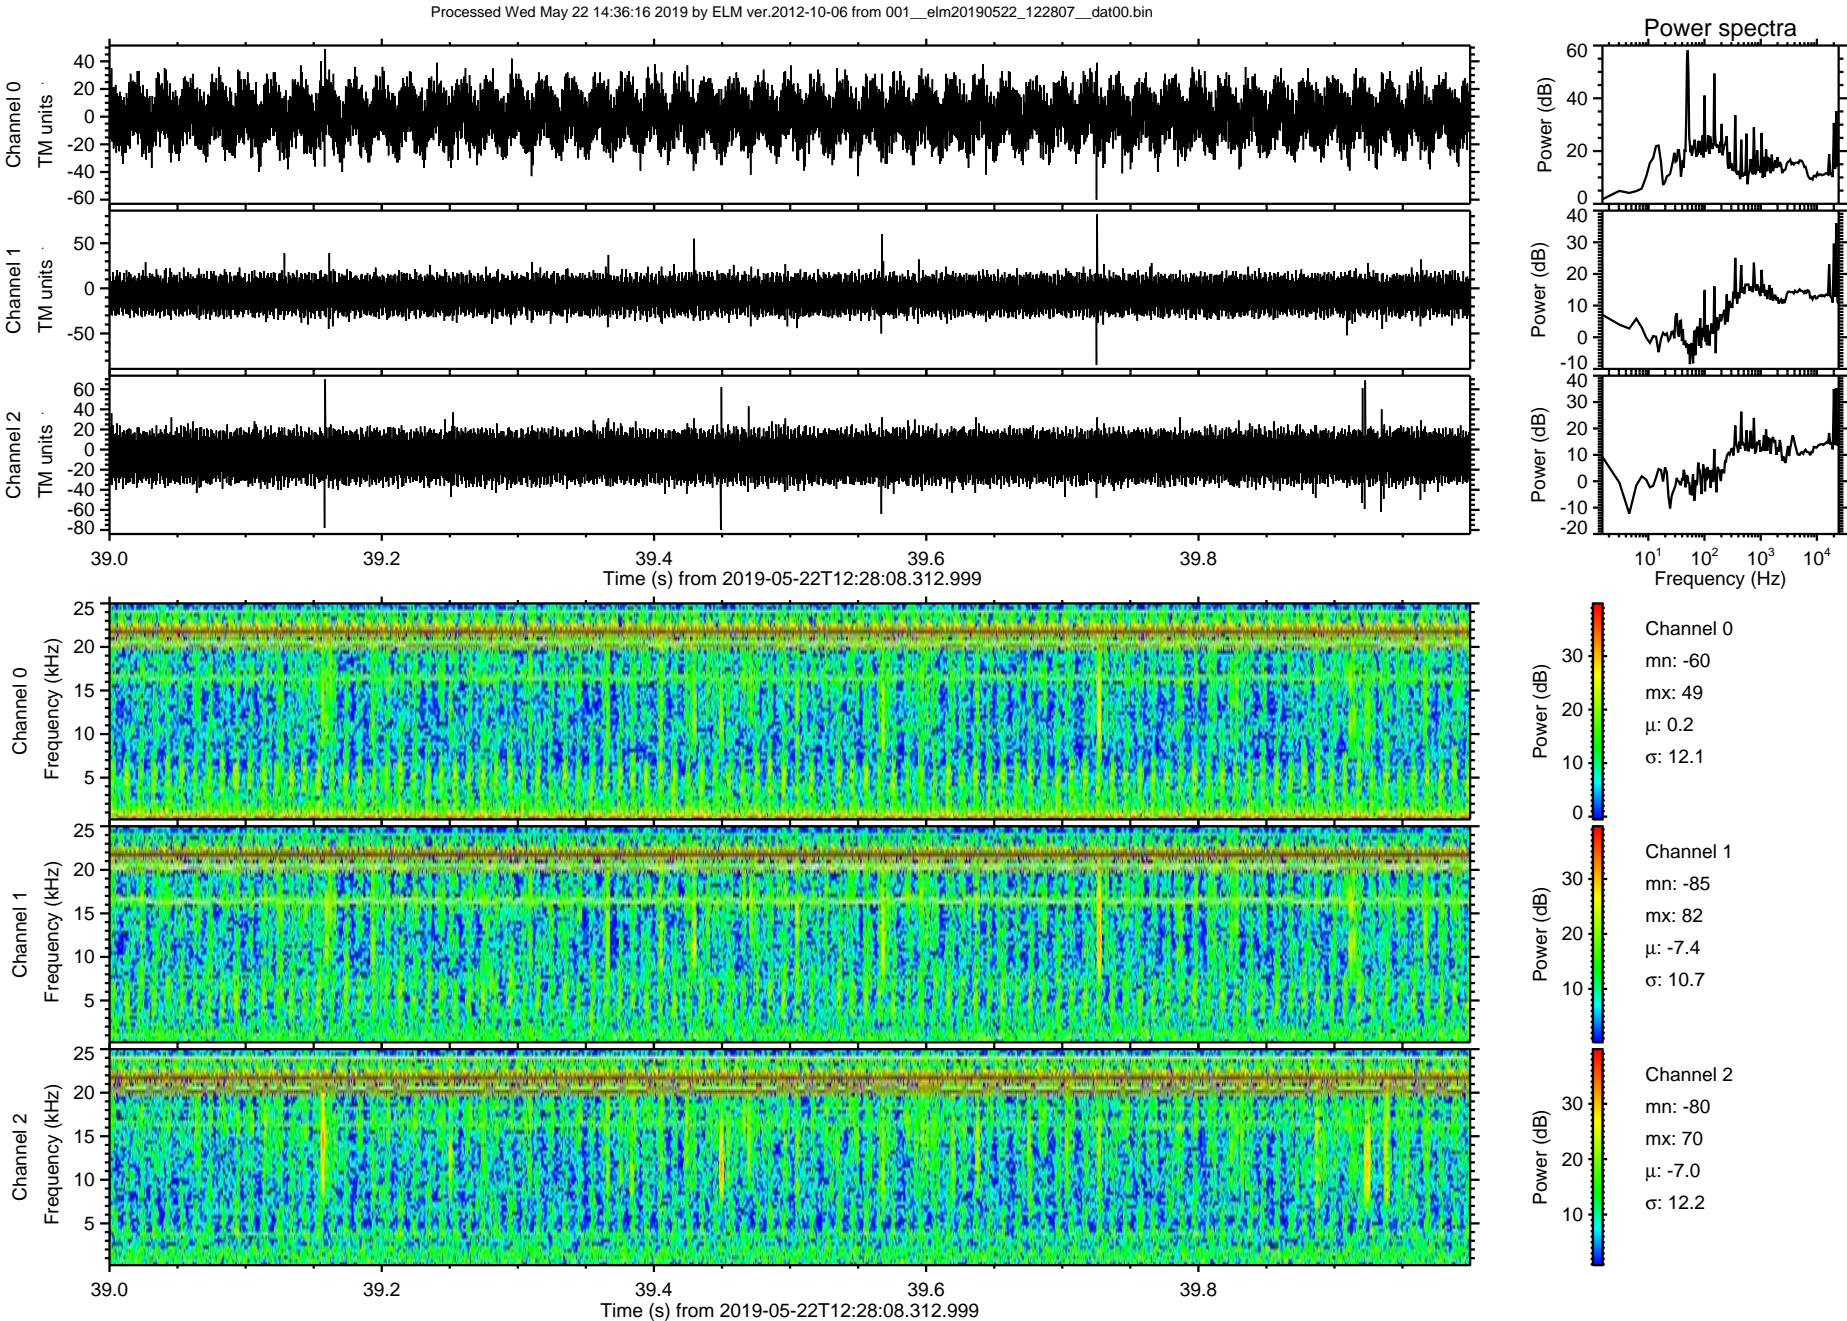 Processed Wed May 22 14:36:16 2019 by ELM ver.2012-10-06 from 001__elm20190522_122807__dat00.bin
Power spectra
Channel 0
TM units
40
20
0
-20
-40
-60
Power (dB)
60
40
20
0
Channel 1
TM units
50
0
-50
Power (dB)
40
30
20
10
0
-10
Channel 2
TM units
60
40
20
0
-20
-40
-60
-80
Power (dB)
40
30
20
10
0
-10
-20
39.0 39.2 39.4 39.6 39.8
Time (s) from 2019-05-22T12:28:08.312.999
10¹ 10² 10³ 10⁴
Frequency (Hz)
Channel 0
Frequency (kHz)
25
20
15
10
5
Power (dB)
30
20
10
0
Channel 0
mn: -60
mx: 49
μ: 0.2
σ: 12.1
Channel 1
Frequency (kHz)
25
20
15
10
5
Power (dB)
30
20
10
Channel 1
mn: -85
mx: 82
μ: -7.4
σ: 10.7
Channel 2
Frequency (kHz)
25
20
15
10
5
Power (dB)
30
20
10
Channel 2
mn: -80
mx: 70
μ: -7.0
σ: 12.2
39.0 39.2 39.4 39.6 39.8
Time (s) from 2019-05-22T12:28:08.312.999